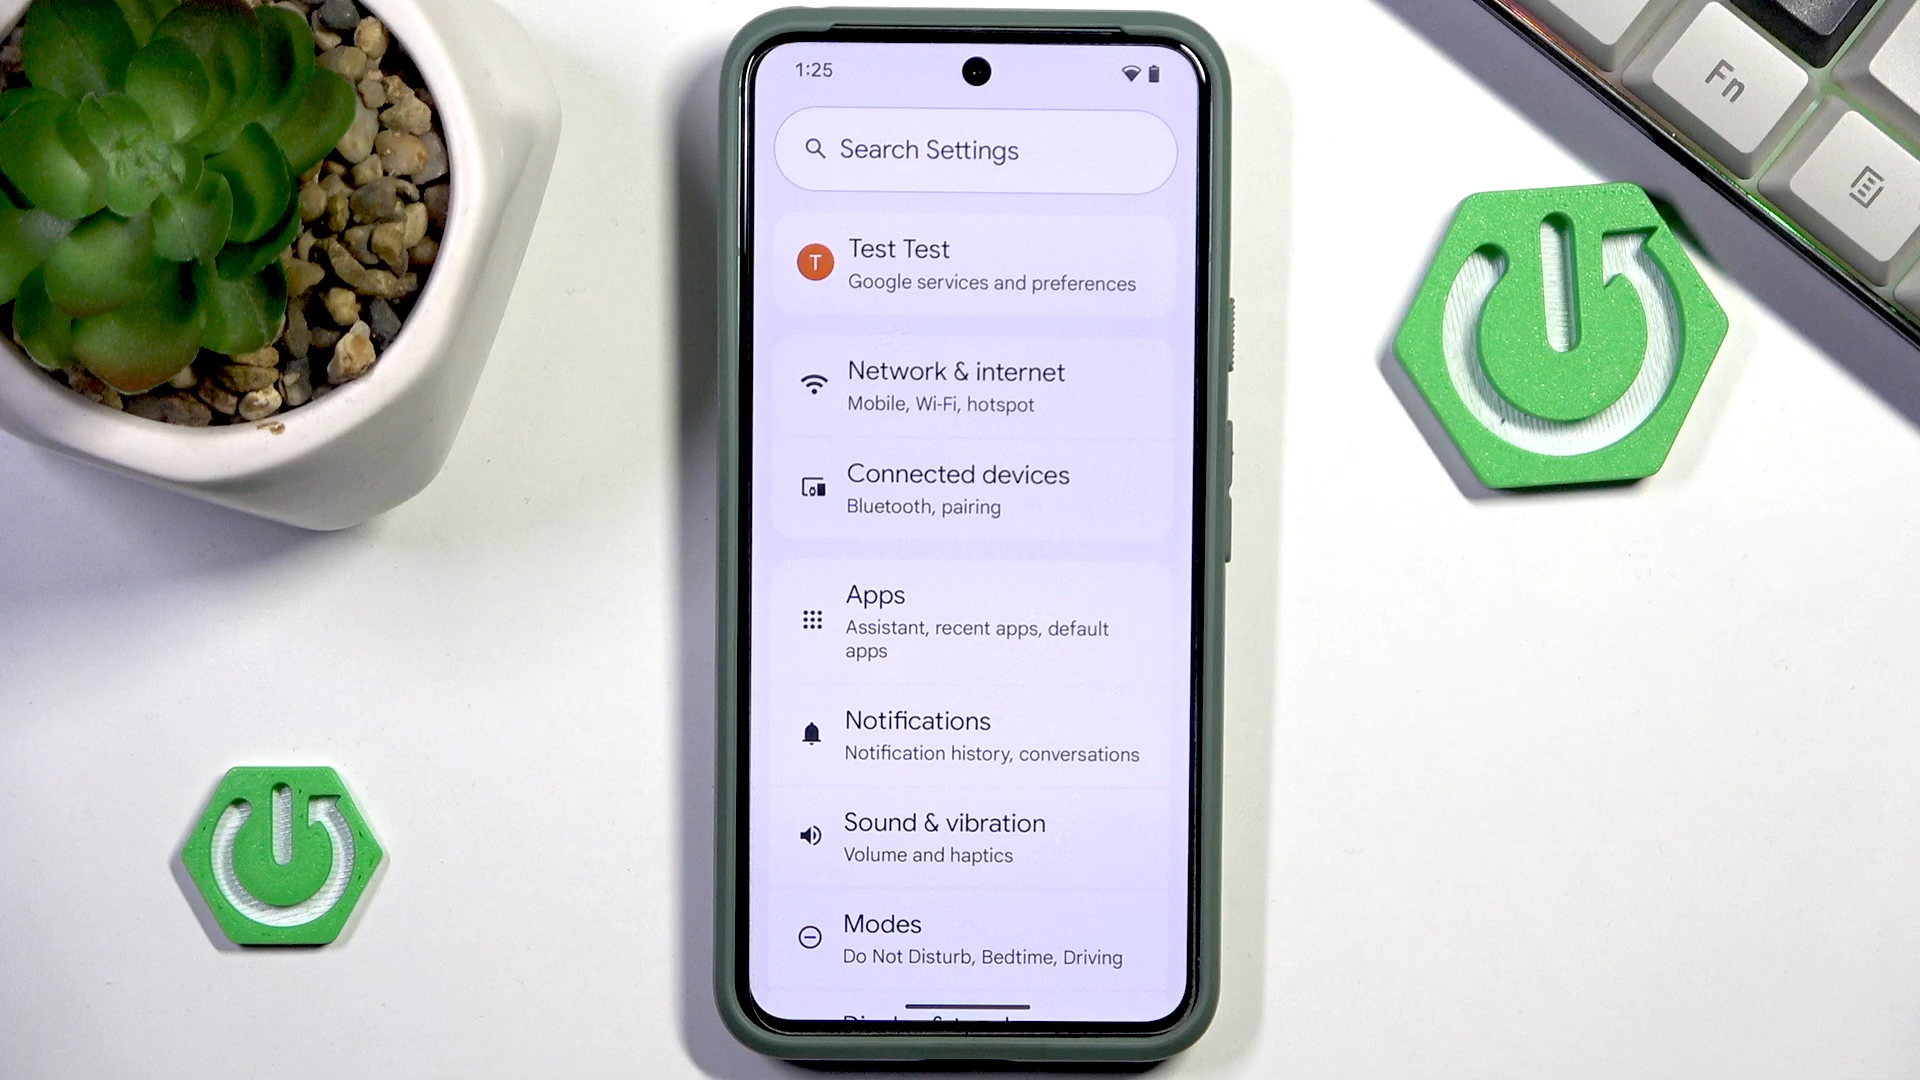 1:25
Search Settings
T
Test Test
Google services and preferences
Network & internet
Mobile, Wi-Fi, hotspot
Connected devices
Bluetooth, pairing
Apps
Assistant, recent apps, default
apps
Notifications
Notification history, conversations
Sound & vibration
Volume and haptics
Modes
Do Not Disturb, Bedtime, Driving
Fn